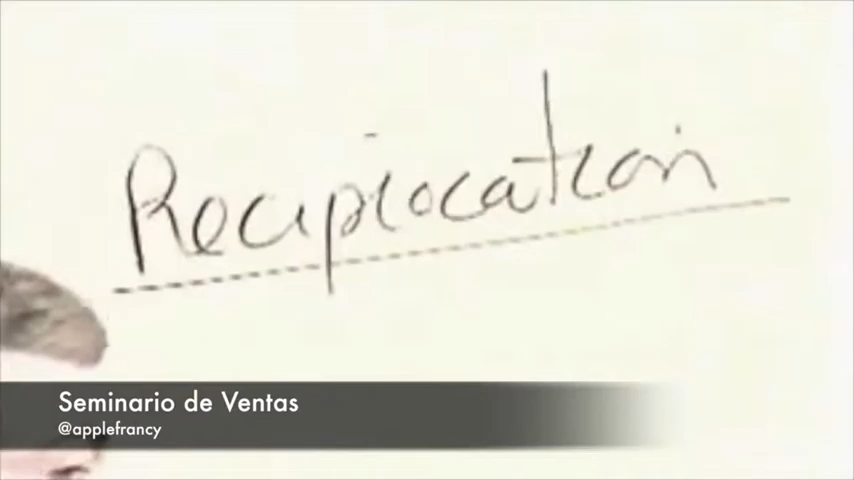 Reciprocation
Seminario de Ventas
@applefrancy